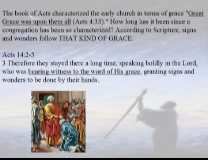 The book of Acts characterized the early church in terms of grace "Great
Grace was upon them all (Acts 4:33)." How long has it been since a
congregation has been so characterized? According to Scripture, signs
and wonders follow THAT KIND OF GRACE.
Acts 14:2-3
3 Therefore they stayed there a long time, speaking boldly in the Lord,
who was bearing witness to the word of His grace, granting signs and
wonders to be done by their hands.